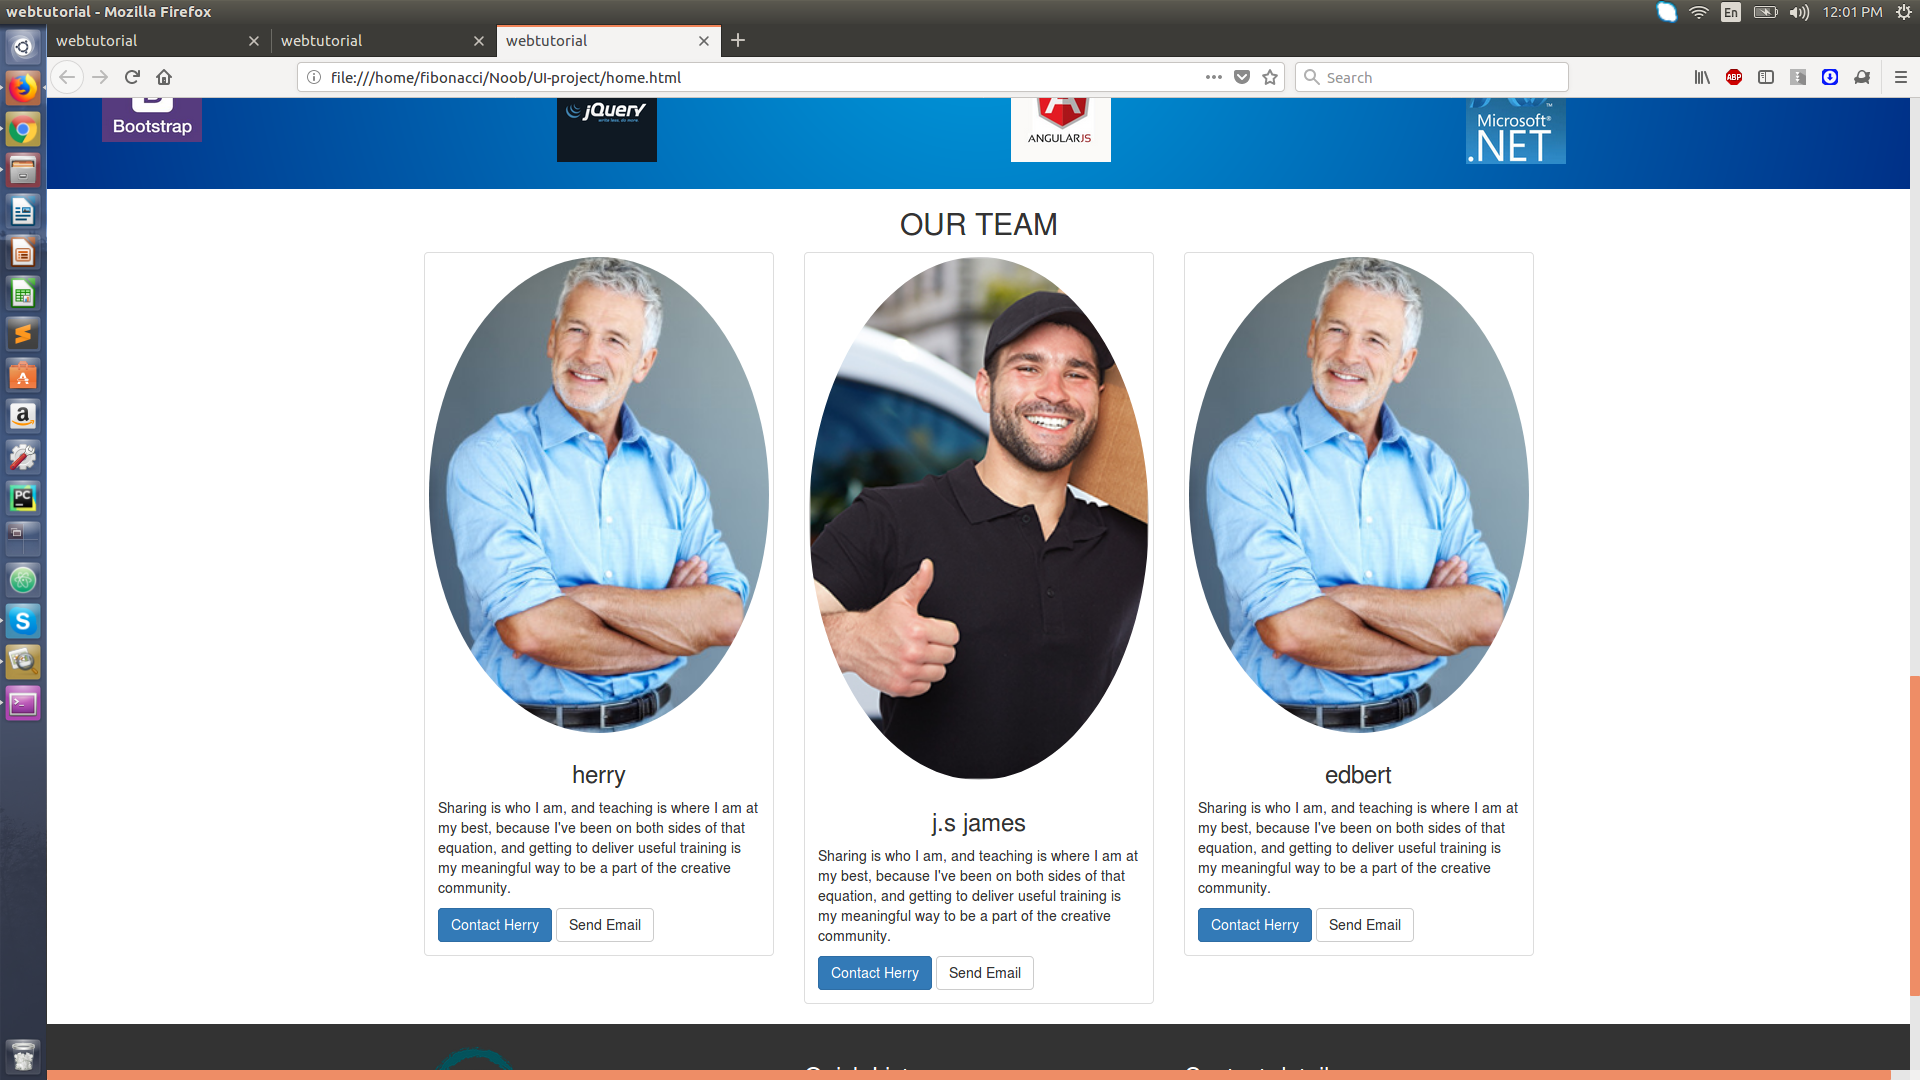 webtutorial - Mozilla Firefox
En
12:01 PM
webtutorial
webtutorial
webtutorial
file:///home/fibonacci/Noob/UI-project/home.html
Search
ABP
Bootstrap
jQuery
write less, do more.
ANGULARJS
Microsoft®
.NET
OUR TEAM
herry
Sharing is who I am, and teaching is where I am at
my best, because I've been on both sides of that
equation, and getting to deliver useful training is
my meaningful way to be a part of the creative
community.
Contact Herry
Send Email
j.s james
Sharing is who I am, and teaching is where I am at
my best, because I've been on both sides of that
equation, and getting to deliver useful training is
my meaningful way to be a part of the creative
community.
Contact Herry
Send Email
edbert
Sharing is who I am, and teaching is where I am at
my best, because I've been on both sides of that
equation, and getting to deliver useful training is
my meaningful way to be a part of the creative
community.
Contact Herry
Send Email